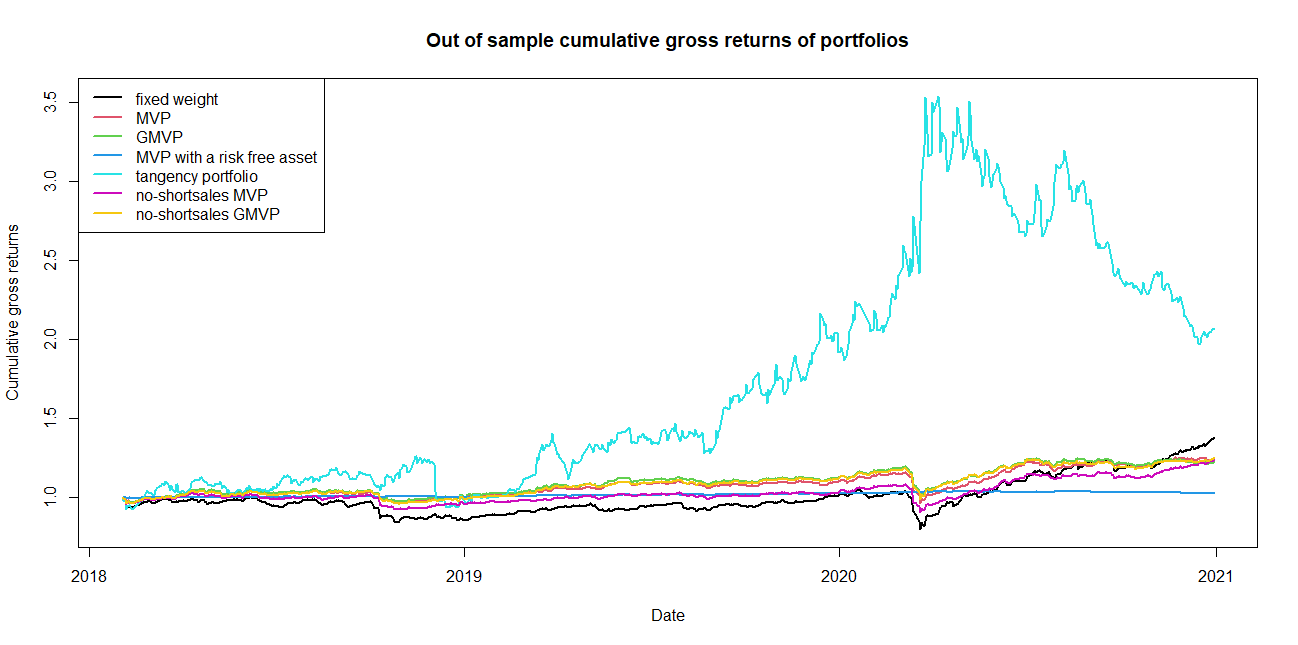 Out of sample cumulative gross returns of portfolios
fixed weight
MVP
GMVP
MVP with a risk free asset
tangency portfolio
no-shortsales MVP
no-shortsales GMVP
Cumulative gross returns
3.5
3.0
2.5
2.0
1.5
1.0
2018
2019
2020
2021
Date